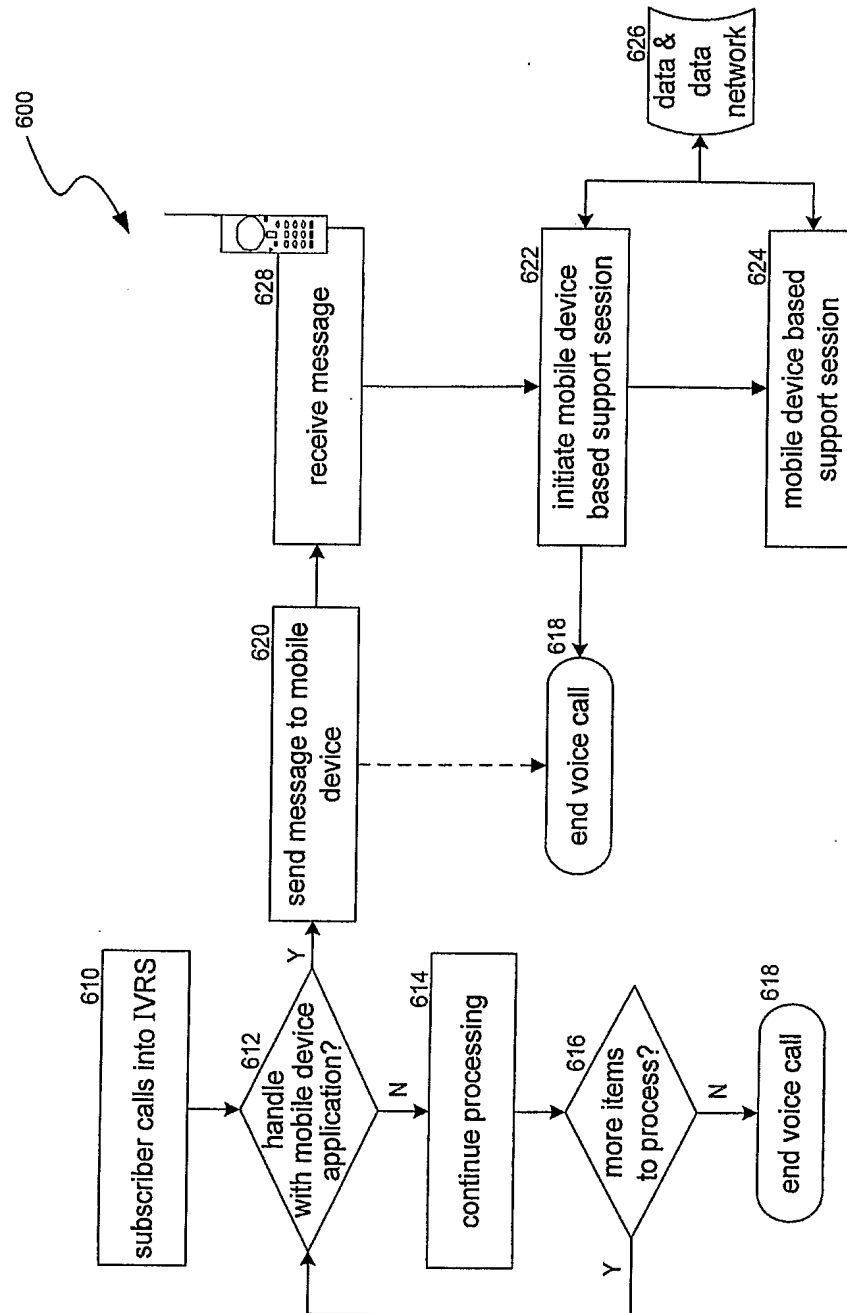 600
610
subscriber calls into IVRS
612
handle
with mobile device
application?
Y
N
614
continue processing
616
more items
to process?
Y
N
618
end voice call
620
send message to mobile
device
618
end voice call
628
receive message
622
initiate mobile device
based support session
624
mobile device based
support session
626
data &
data
network